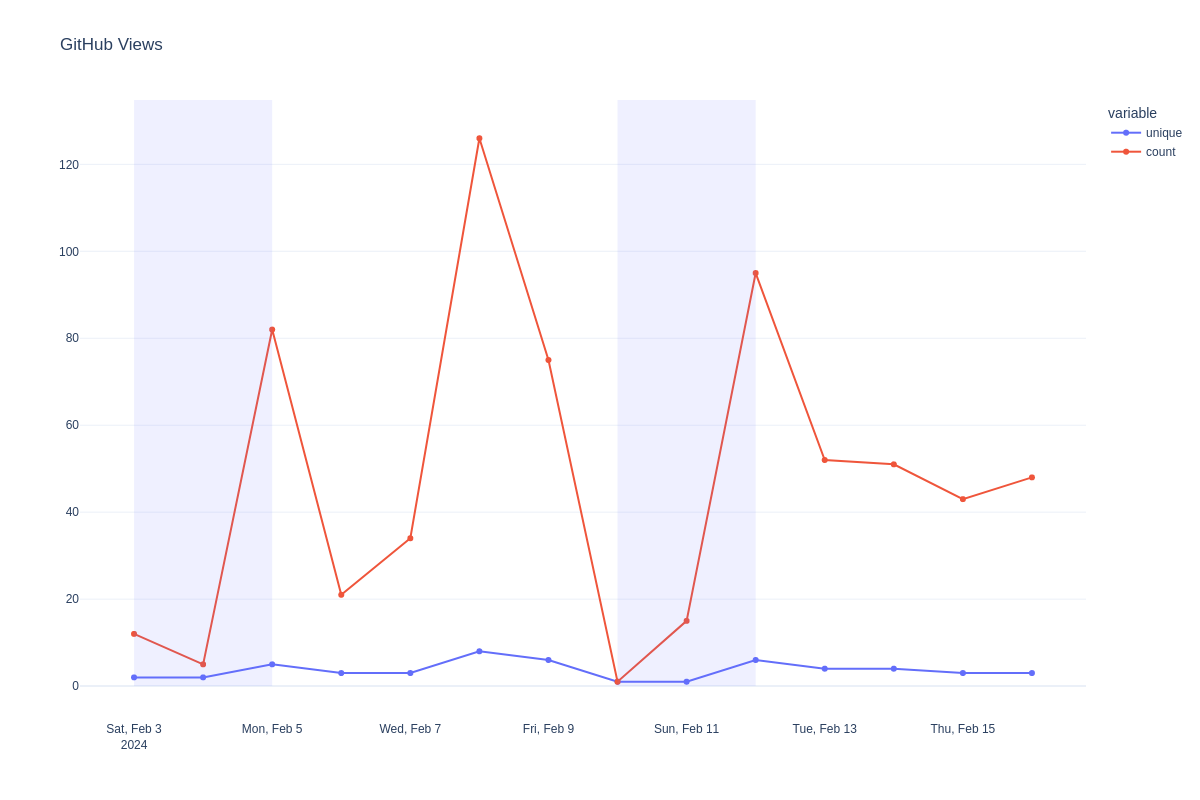 GitHub Views
variable
unique
count
120
100
80
60
40
20
0
Sat, Feb 3
2024
Mon, Feb 5
Wed, Feb 7
Fri, Feb 9
Sun, Feb 11
Tue, Feb 13
Thu, Feb 15